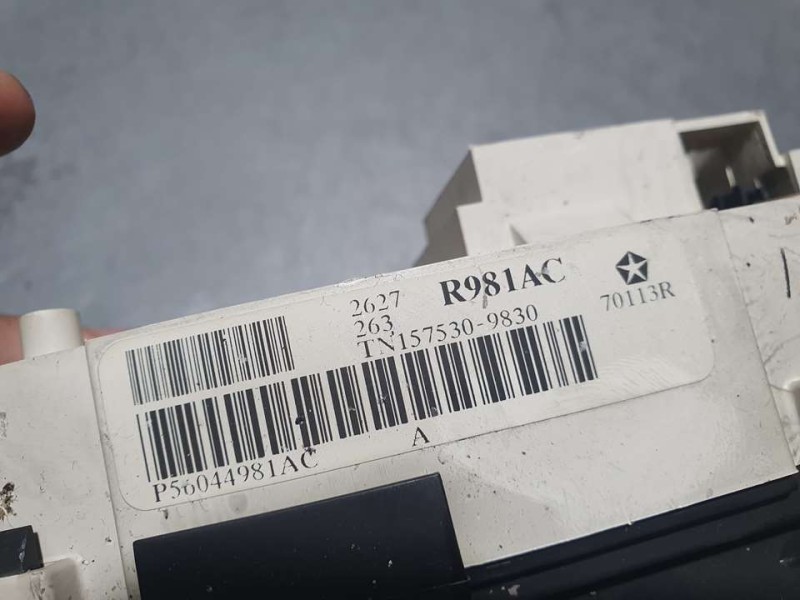 2627 R981AC
263 70113R
TN157530-9830
P56044981AC A